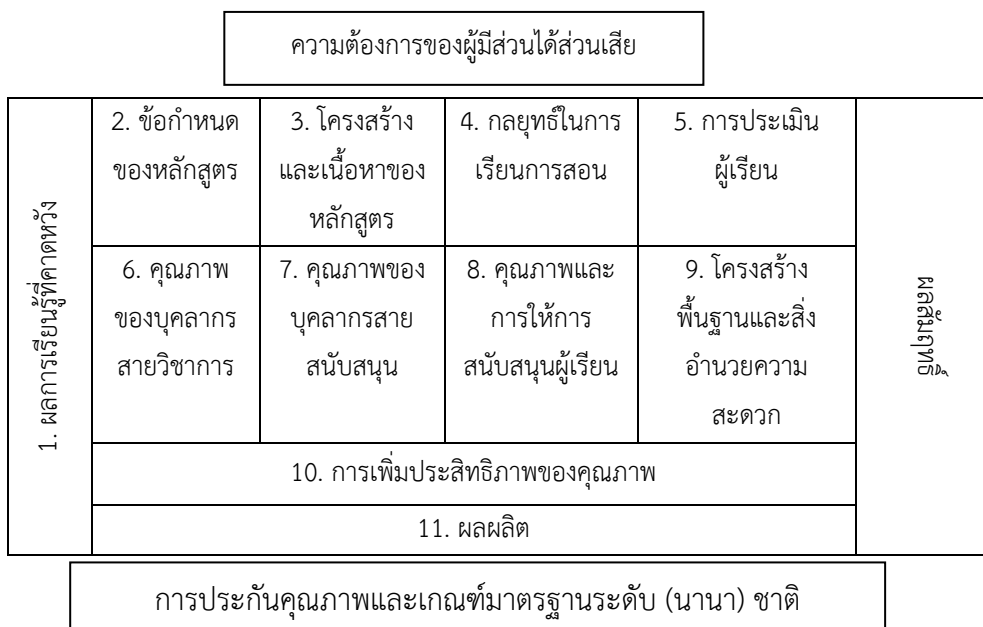 ความต้องการของผู้มีส่วนได้ส่วนเสีย
1. ผลการเรียนรู้ที่คาดหวัง
2. ข้อกำหนด
ของหลักสูตร
3. โครงสร้าง
และเนื้อหาของ
หลักสูตร
4. กลยุทธ์ในการ
เรียนการสอน
5. การประเมิน
ผู้เรียน
6. คุณภาพ
ของบุคลากร
สายวิชาการ
7. คุณภาพของ
บุคลากรสาย
สนับสนุน
8. คุณภาพและ
การให้การ
สนับสนุนผู้เรียน
9. โครงสร้าง
พื้นฐานและสิ่ง
อำนวยความ
สะดวก
10. การเพิ่มประสิทธิภาพของคุณภาพ
11. ผลผลิต
ผลสัมฤทธิ์
การประกันคุณภาพและเกณฑ์มาตรฐานระดับ (นานา) ชาติ